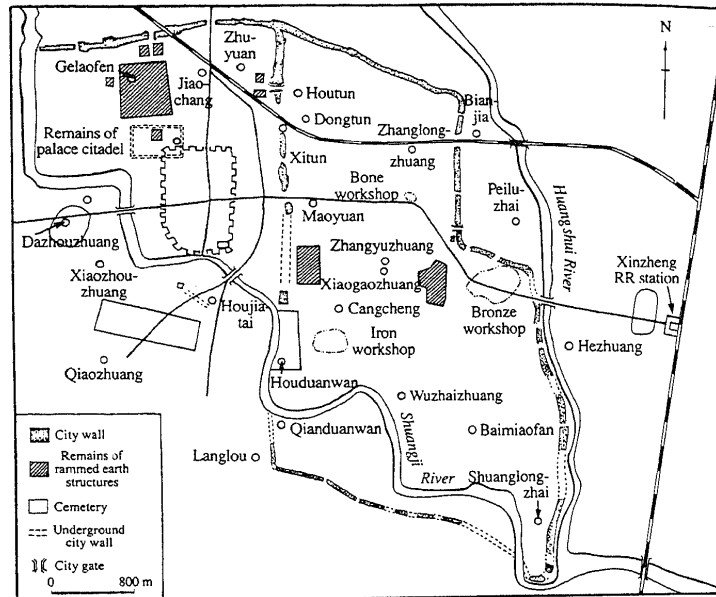 N
Zhu-
yuan
Gelaofen
Jiao-
chang
Houtun
Dongtun
Bian-
jia
Zhanglong-
zhuang
Remains of
palace citadel
Xitun
Bone
workshop
Peilu-
zhai
Huangshui River
Maoyuan
Dazhouzhuang
Zhangyuzhuang
Xinzheng
RR station
Xiaozhou-
zhuang
Xiaogaozhuang
Houjia-
tai
Cangcheng
Bronze
workshop
Iron
workshop
Hezhuang
Qiaozhuang
Houduanwan
Wuzhaizhuang
Shuangji
River
Qianduanwan
Baimiaofan
Langlou
Shuanglong-
zhai
City wall
Remains of
rammed earth
structures
Cemetery
Underground
city wall
City gate
0 800 m